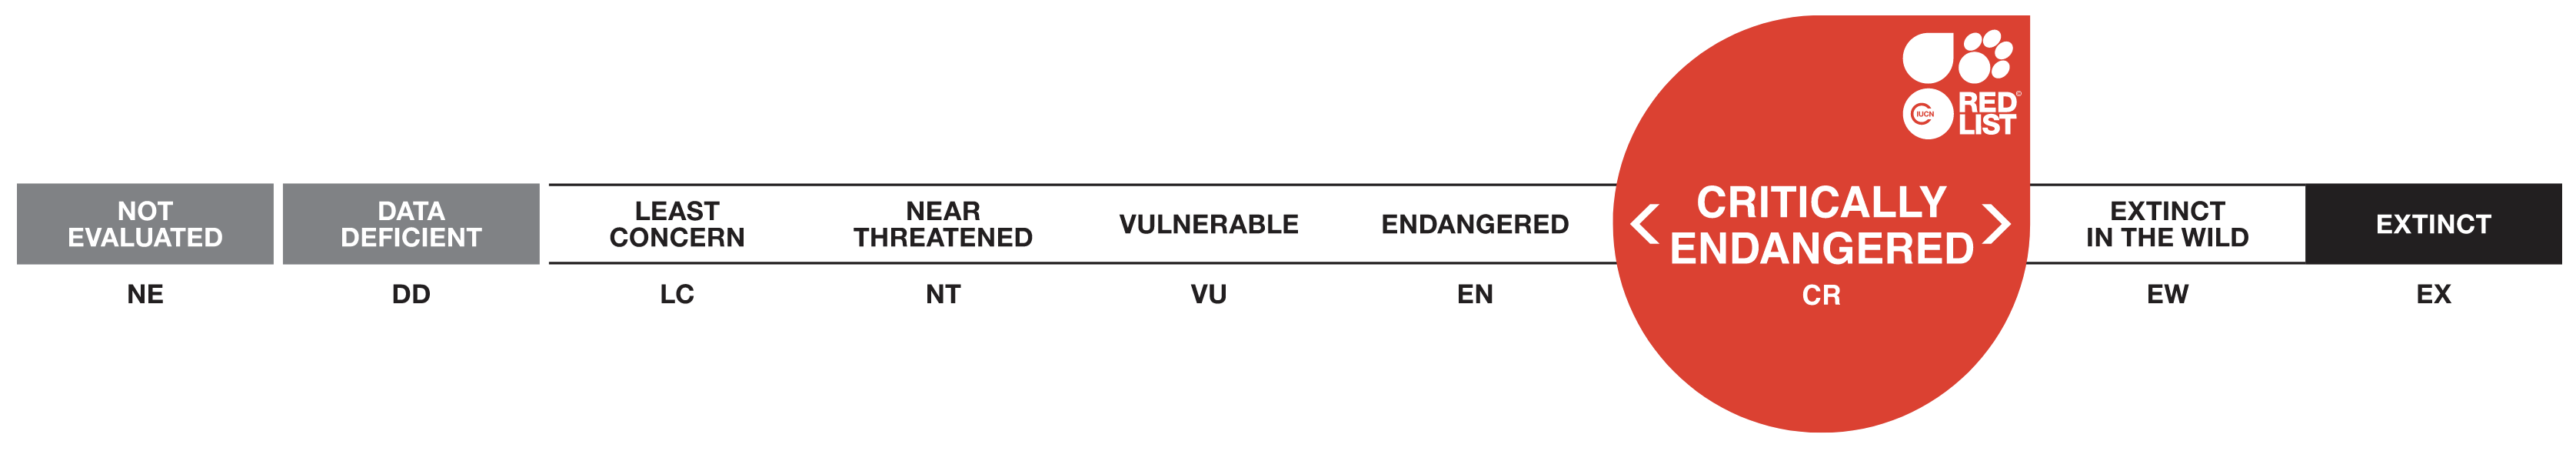 RED
LIST
IUCN
NOT
EVALUATED
DATA
DEFICIENT
LEAST
CONCERN
NEAR
THREATENED
VULNERABLE
ENDANGERED
< CRITICALLY
ENDANGERED >
EXTINCT
IN THE WILD
EXTINCT
NE
DD
LC
NT
VU
EN
CR
EW
EX